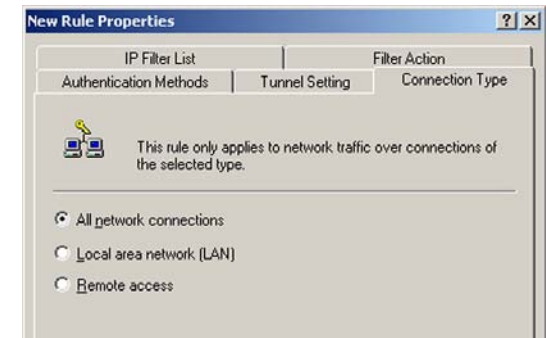 New Rule Properties
IP Filter List Filter Action
Authentication Methods Tunnel Setting Connection Type
This rule only applies to network traffic over connections of
the selected type.
All network connections
Local area network (LAN)
Remote access